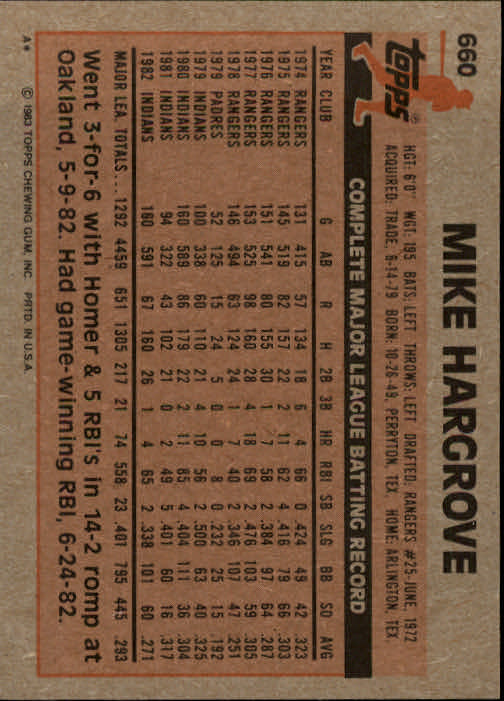 660
TOPPS®
MIKE HARGROVE
HGT: 6'0" WGT: 195 BATS: LEFT THROWS: LEFT DRAFTED: RANGERS #25-JUNE, 1972
ACQUIRED: TRADE, 6-14-79 BORN: 10-26-49, PERRYTON, TEX HOME: ARLINGTON, TEX
COMPLETE MAJOR LEAGUE BATTING RECORD
YEAR CLUB G AB R H 2B 3B HR RBI SB SLG BB SO AVG
1974 RANGERS 131 415 57 134 18 6 4 66 0 .424 49 42 .323
1975 RANGERS 145 519 82 157 22 2 11 62 4 .416 79 66 .303
1976 RANGERS 151 541 80 155 30 1 7 58 2 .384 97 64 .287
1977 RANGERS 153 525 98 160 28 4 18 69 2 .476 103 59 .305
1978 RANGERS 146 494 63 124 24 1 7 40 2 .346 107 47 .251
1979 PADRES 52 125 15 24 5 0 0 8 0 .232 25 15 .192
1979 INDIANS 100 338 60 110 21 4 10 56 2 .500 63 40 .325
1980 INDIANS 160 589 86 179 22 2 11 85 4 .404 111 36 .304
1981 INDIANS 94 322 43 102 21 0 2 49 5 .401 60 16 .317
1982 INDIANS 160 591 67 160 26 1 4 65 2 .338 101 60 .271
MAJOR LEA. TOTALS... 1292 4459 651 1305 217 21 74 558 23 .401 795 445 .293
Went 3-for-6 with Homer & 5 RBI's in 14-2 romp at
Oakland, 5-9-82. Had game-winning RBI, 6-24-82.
A* © 1983 TOPPS CHEWING GUM, INC PRTD IN U.S.A.